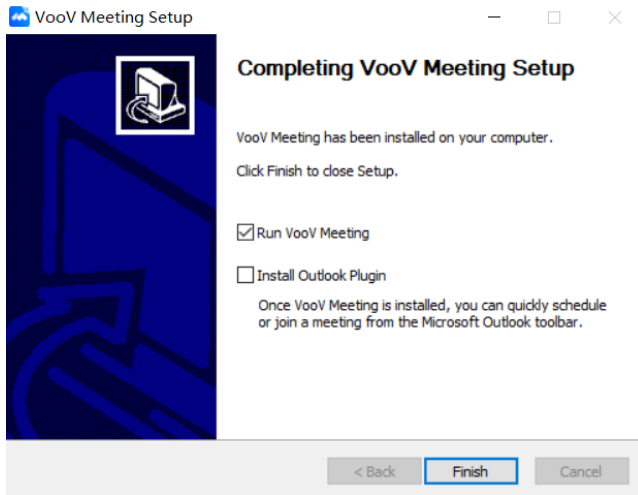 VooV Meeting Setup
Completing VooV Meeting Setup
VooV Meeting has been installed on your computer.
Click Finish to close Setup.
Run VooV Meeting
Install Outlook Plugin
Once VooV Meeting is installed, you can quickly schedule
or join a meeting from the Microsoft Outlook toolbar.
< Back
Finish
Cancel